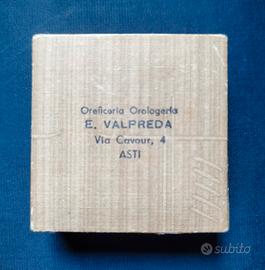 Oreficeria Orologeria
E. VALPREDA
Via Cavour, 4
ASTI
subito